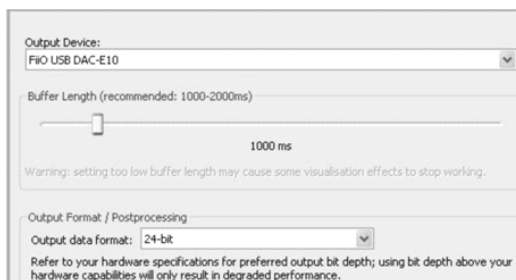 Output Device:
FiiO USB DAC-E10
Buffer Length (recommended: 1000-2000ms)
1000 ms
Warning: setting too low buffer length may cause some visualisation effects to stop working.
Output Format / Postprocessing
Output data format: 24-bit
Refer to your hardware specifications for preferred output bit depth; using bit depth above your
hardware capabilities will only result in degraded performance.